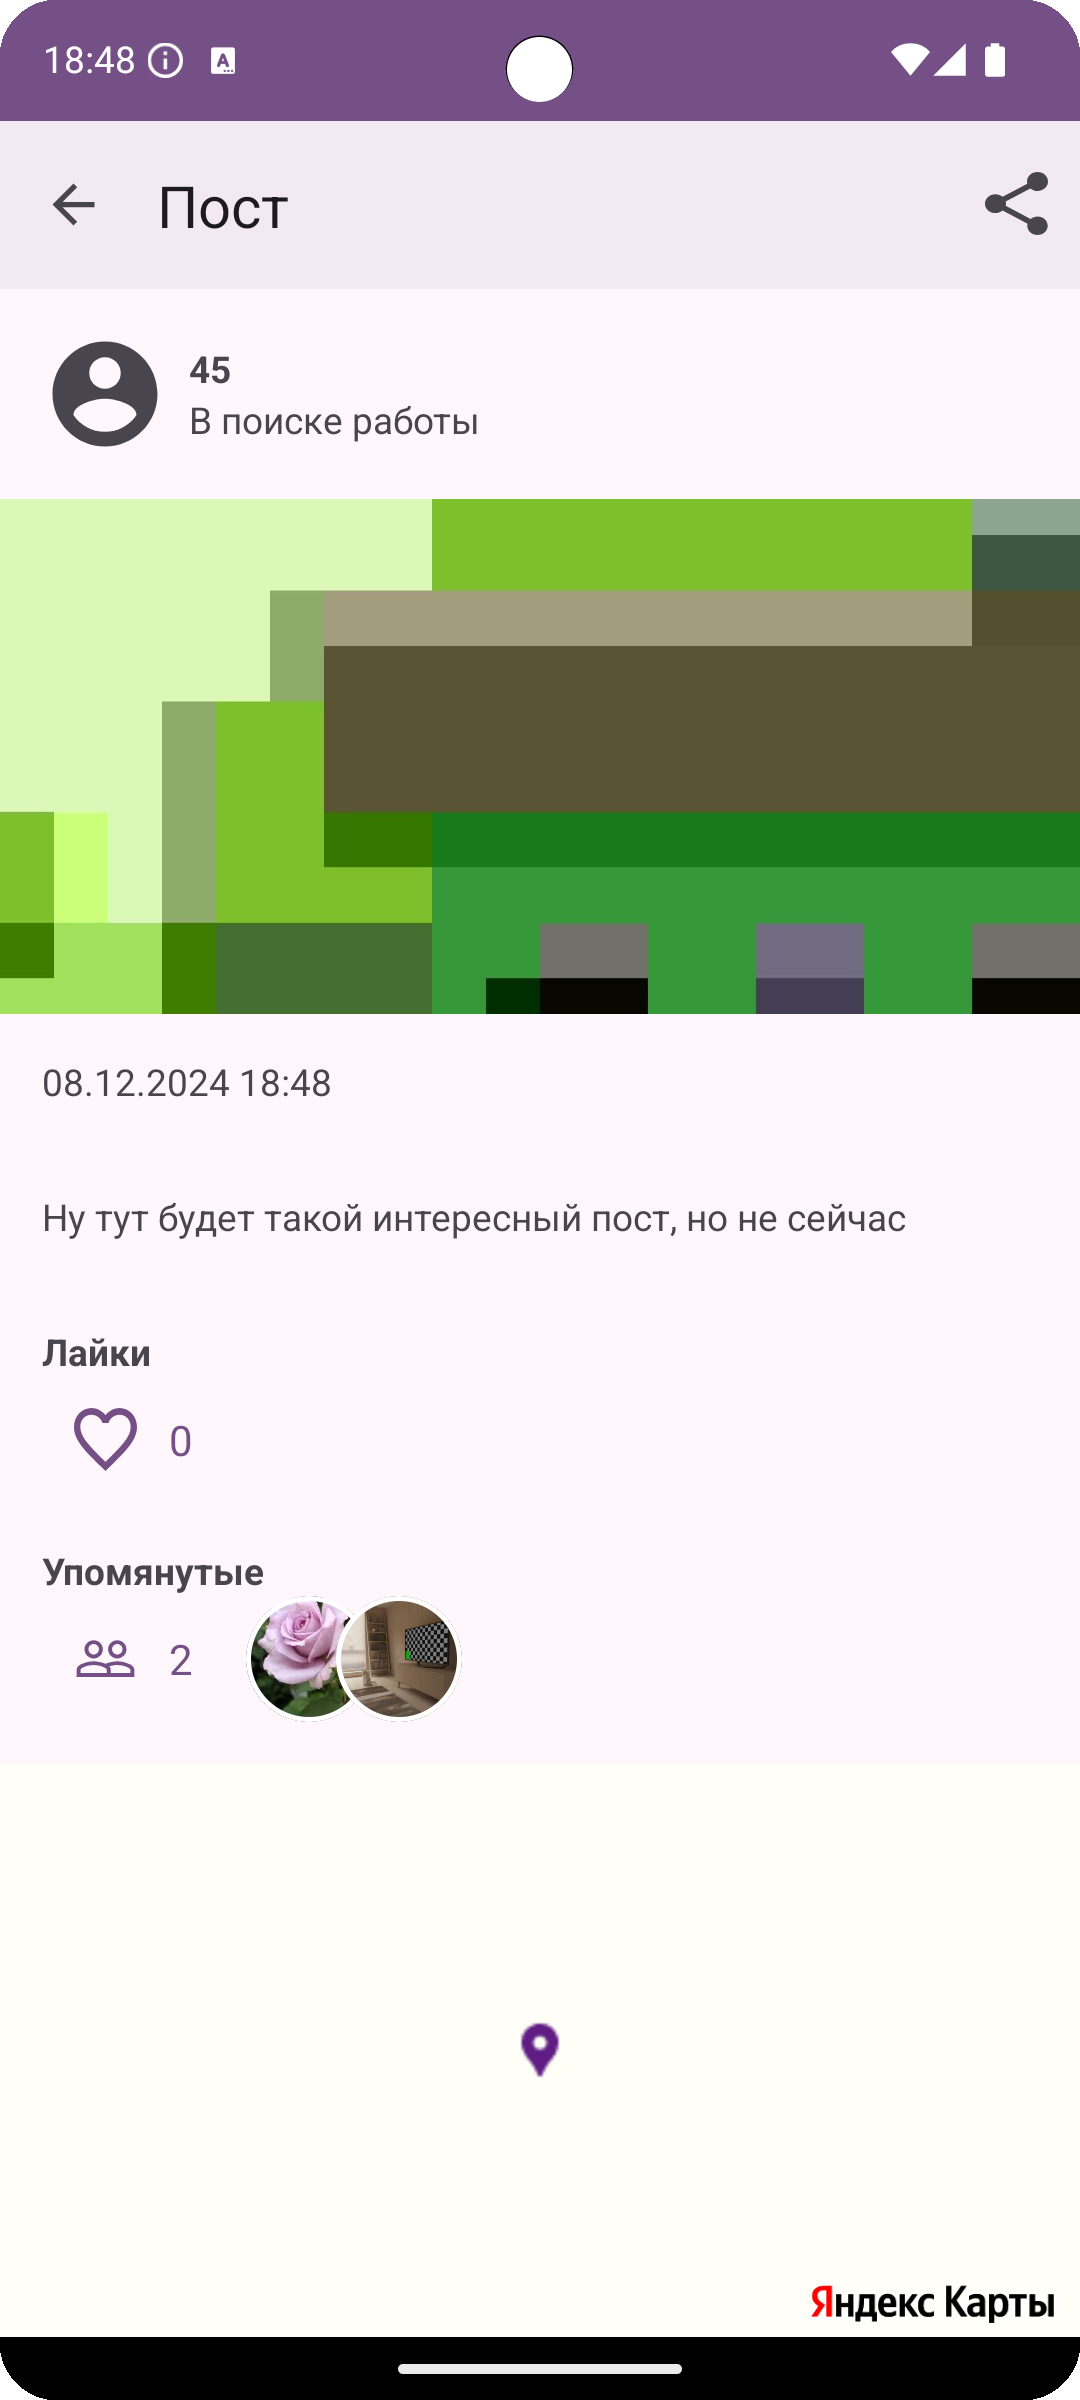 18:48
Пост
45
В поиске работы
08.12.2024 18:48
Ну тут будет такой интересный пост, но не сейчас
Лайки
0
Упомянутые
2
Яндекс Карты